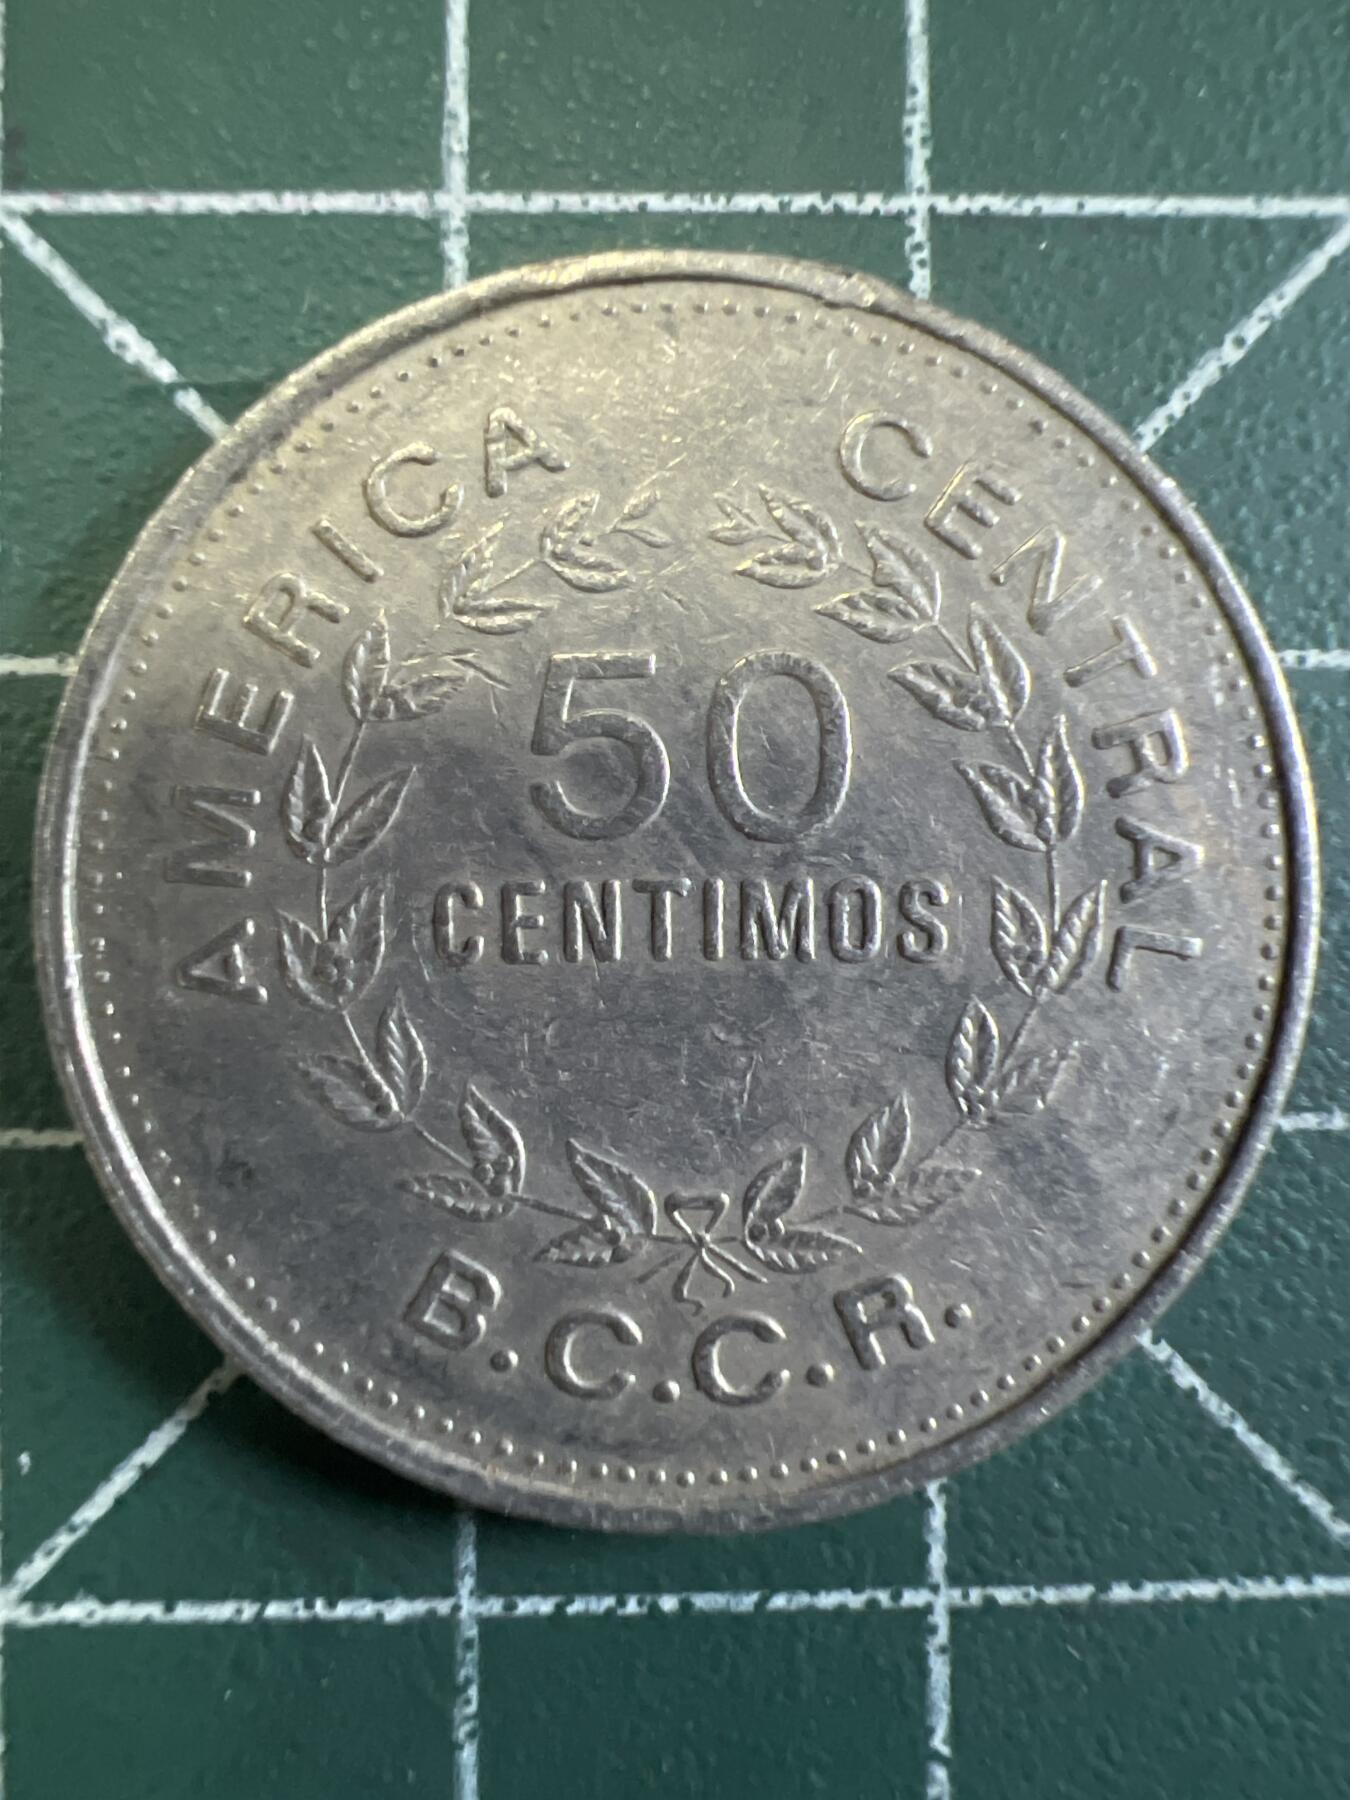 AMERICA CENTRAL
50
CENTIMOS
B.C.C.R.